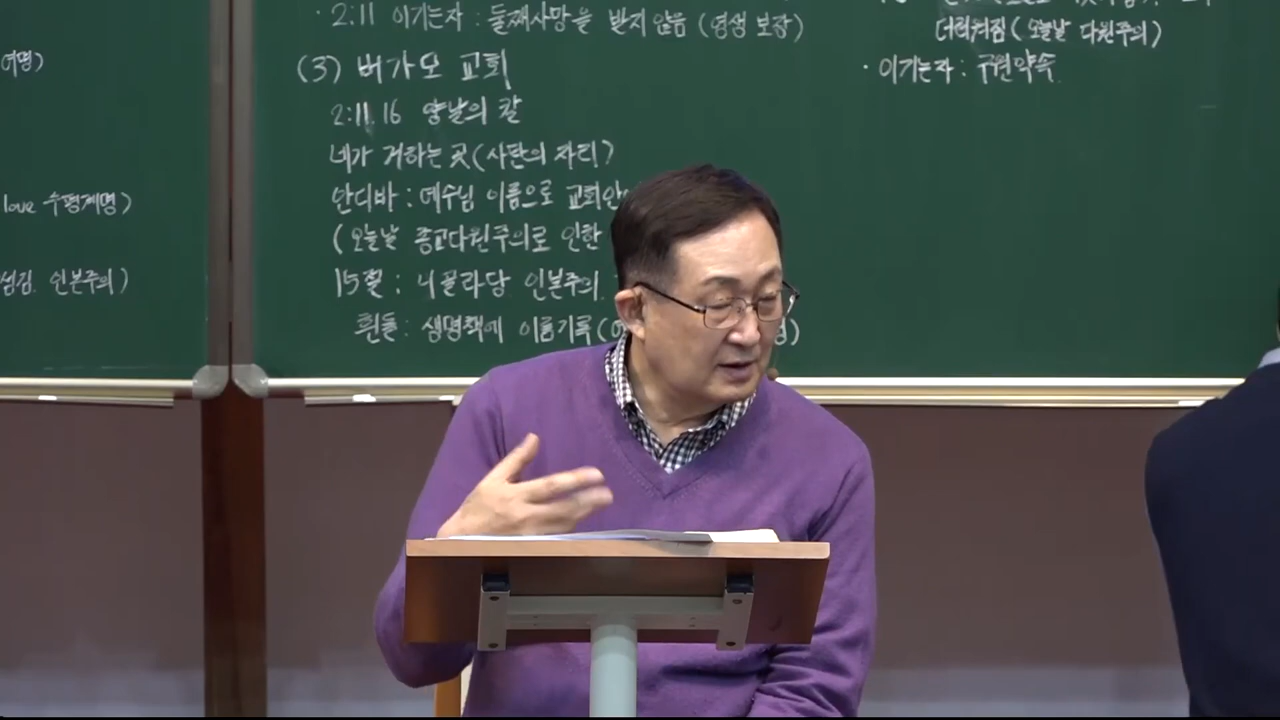 여명)
love 수평계명)
섬김. 인본주의)
· 2:11 이기는자 : 둘째사망을 받지 않음 (영생 보장)
(3) 버가모 교회
2:11.16 양날의 칼
네가 거하는 곳(사탄의 자리)
안디바 : 예수님 이름으로 교회안
(오늘날 종교다원주의로 인한
15절 : 니골라당 인본주의.
흰돌 : 생명책에 이름기록(
더럭혀짐 (오늘날 다원주의)
· 이기는자 : 구원약속